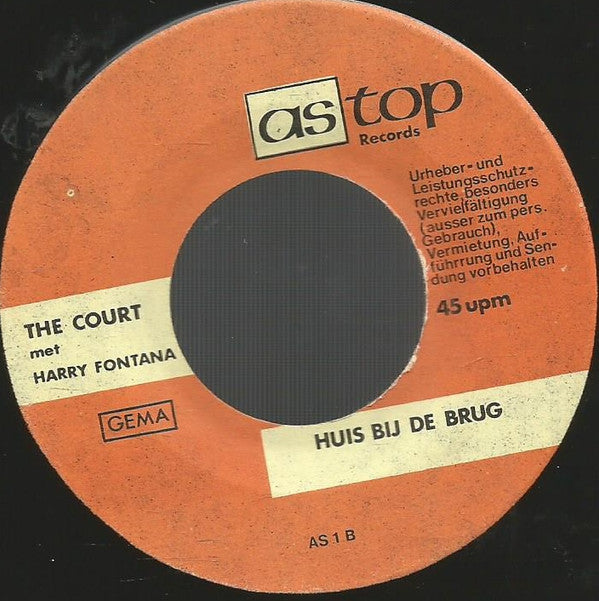 as top
Records
Urheber- und
Leistungsschutz-
rechte, besonders
Vervielfältigung
(ausser zum pers.
Gebrauch),
Vermietung, Auf-
führrung und Sen-
dung vorbehalten
45 upm
THE COURT
met
HARRY FONTANA
GEMA
HUIS BIJ DE BRUG
AS 1 B